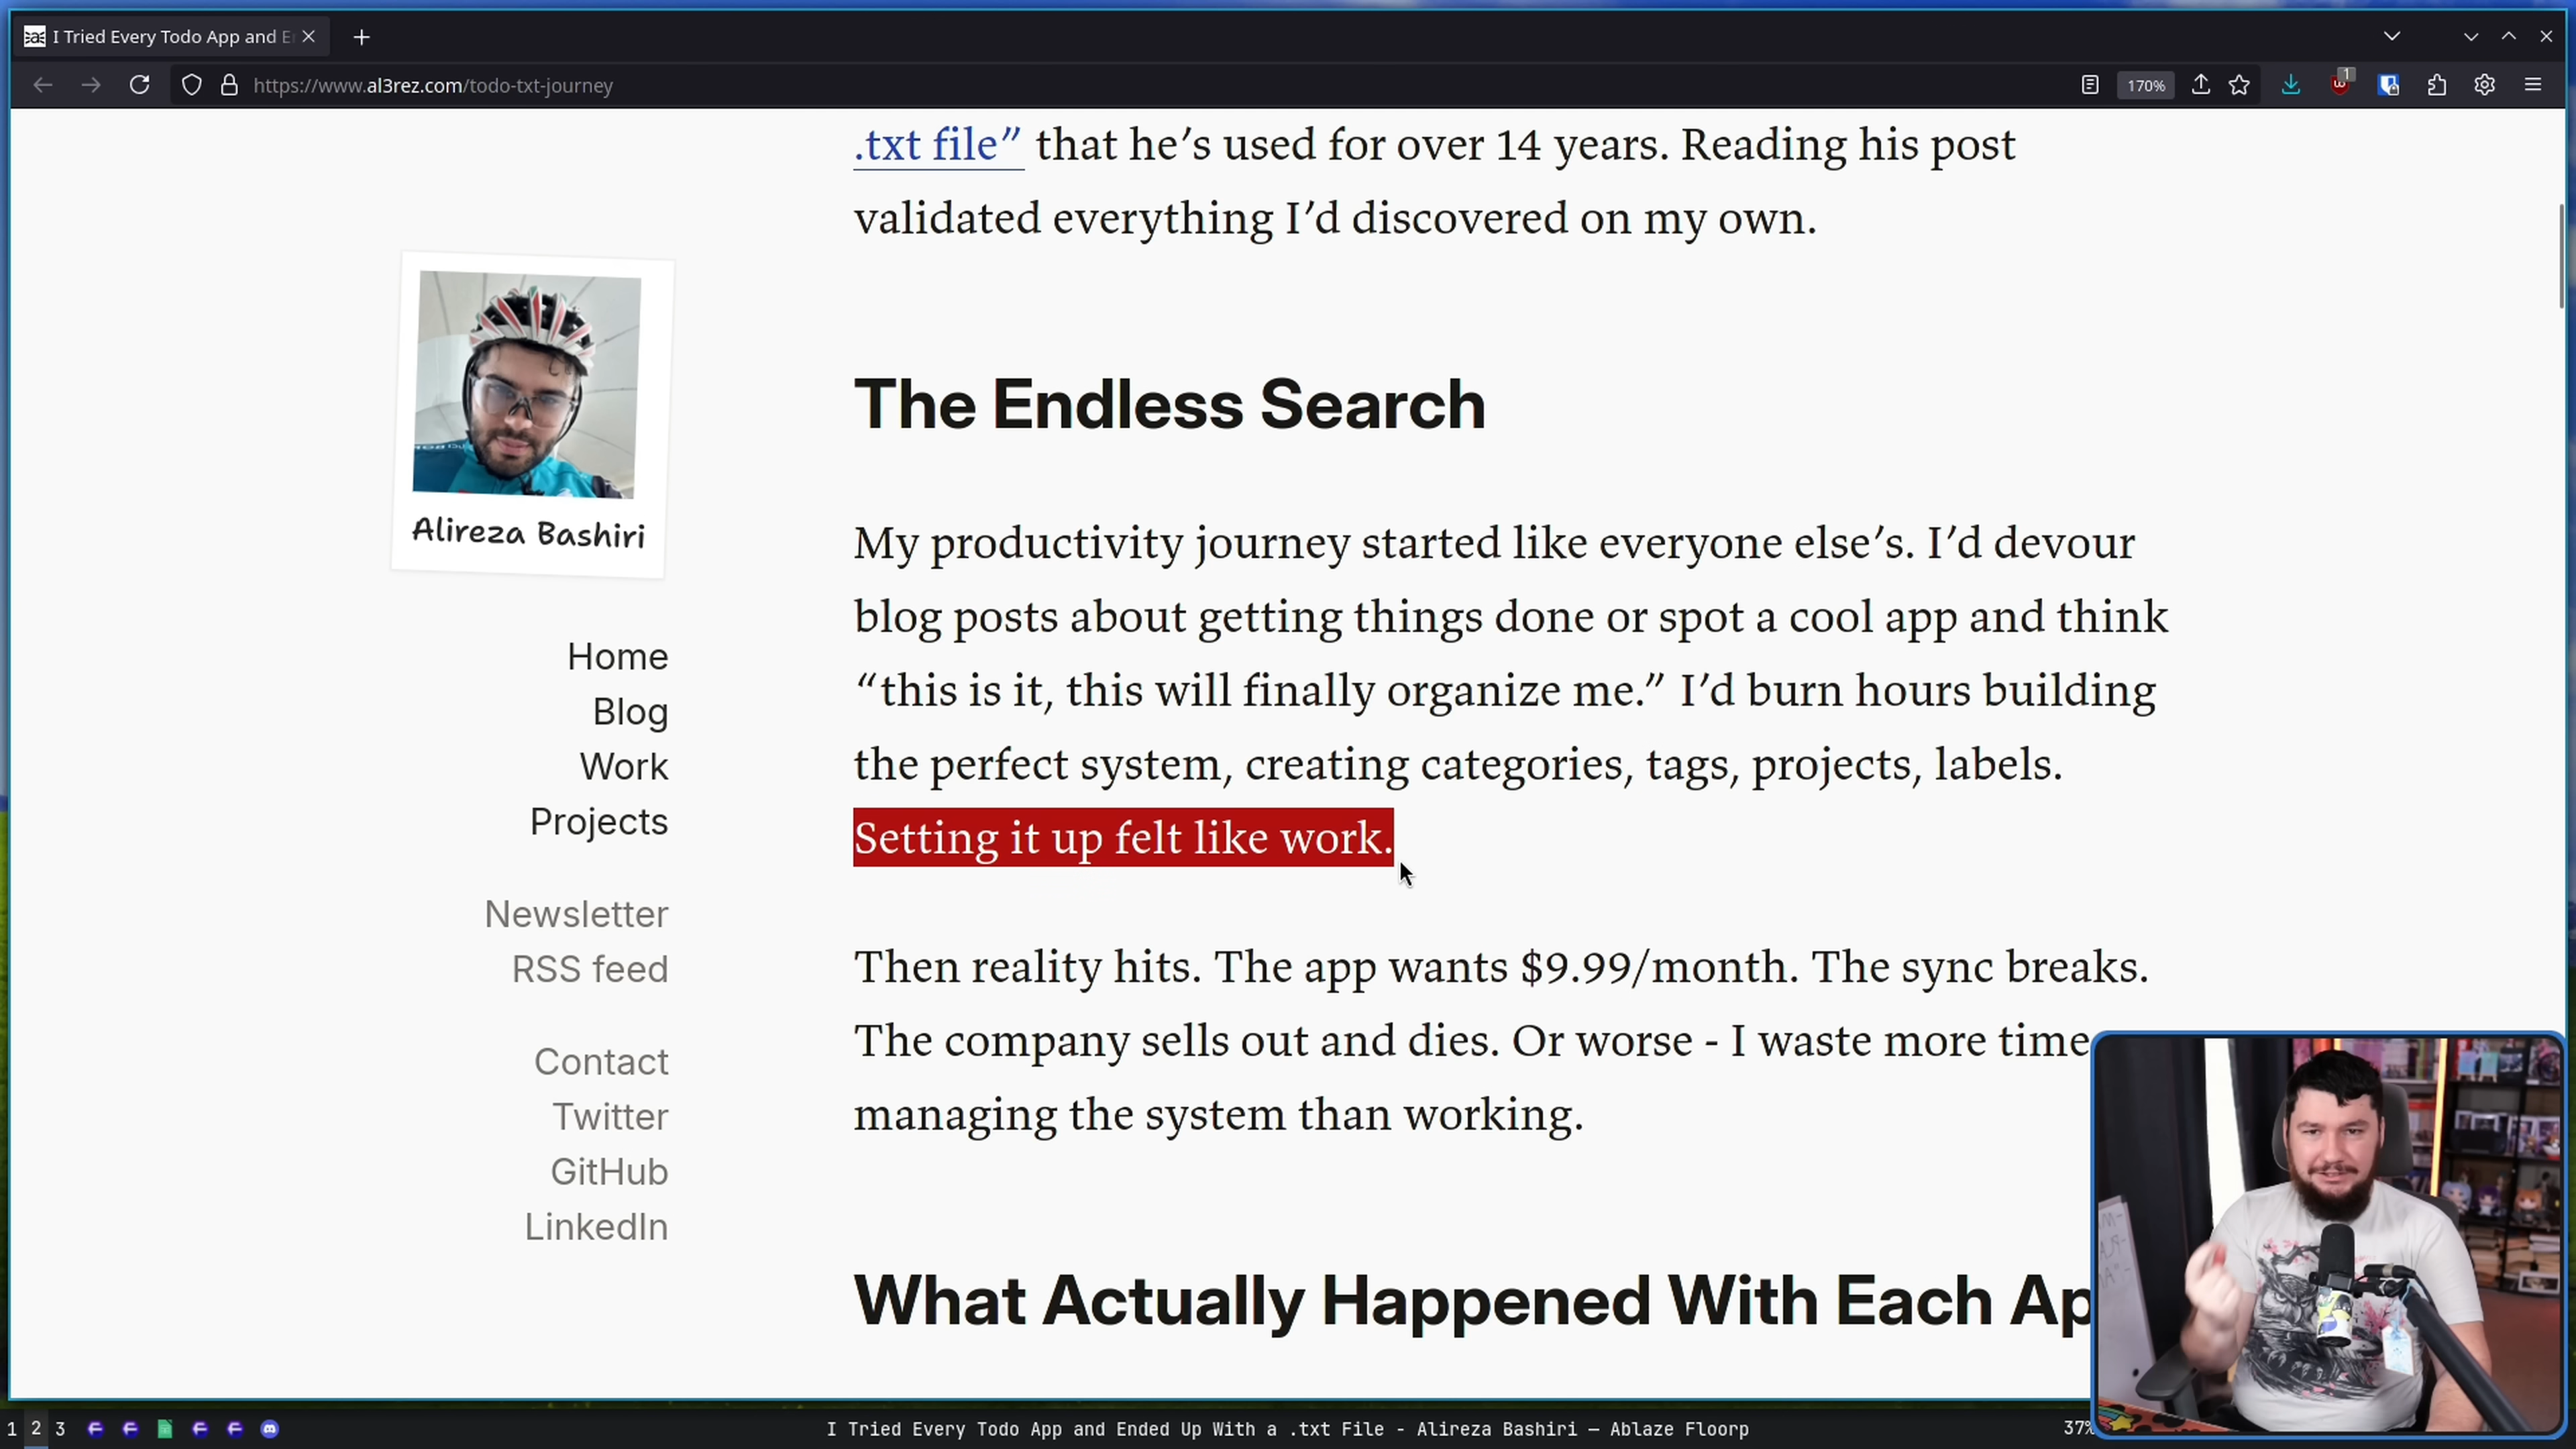 I Tried Every Todo App and E
https://www.al3rez.com/todo-txt-journey
170%
1
.txt file” that he’s used for over 14 years. Reading his post
validated everything I’d discovered on my own.
Alireza Bashiri
Home
Blog
Work
Projects
Newsletter
RSS feed
Contact
Twitter
GitHub
LinkedIn
The Endless Search
My productivity journey started like everyone else’s. I’d devour
blog posts about getting things done or spot a cool app and think
“this is it, this will finally organize me.” I’d burn hours building
the perfect system, creating categories, tags, projects, labels.
Setting it up felt like work.
Then reality hits. The app wants $9.99/month. The sync breaks.
The company sells out and dies. Or worse - I waste more time
managing the system than working.
What Actually Happened With Each Ap
1 2 3
I Tried Every Todo App and Ended Up With a .txt File - Alireza Bashiri — Ablaze Floorp
37%